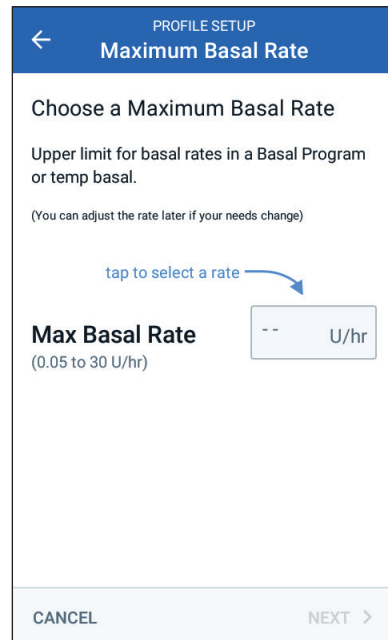 PROFILE SETUP
Maximum Basal Rate
Choose a Maximum Basal Rate
Upper limit for basal rates in a Basal Program
or temp basal.
(You can adjust the rate later if your needs change)
tap to select a rate
Max Basal Rate
-- U/hr
(0.05 to 30 U/hr)
CANCEL NEXT >